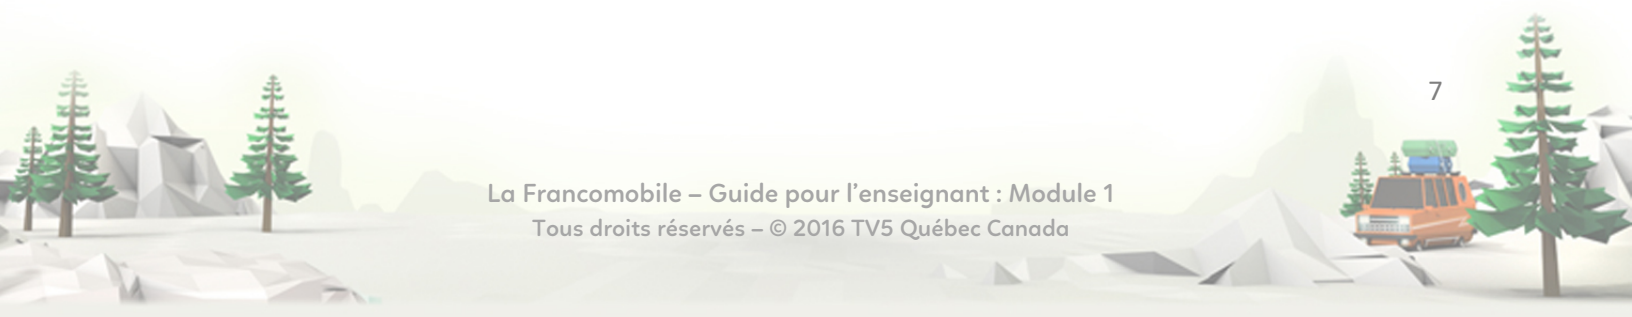 7
La Francomobile – Guide pour l’enseignant : Module 1
Tous droits réservés – © 2016 TV5 Québec Canada